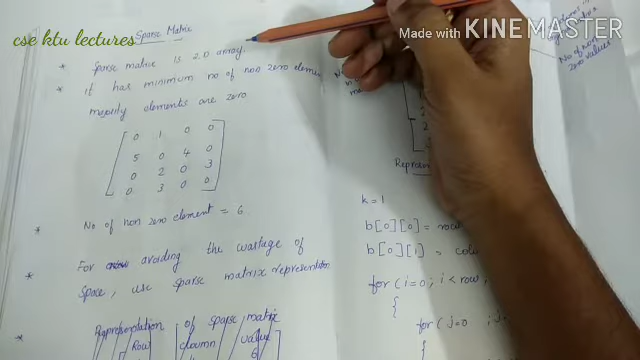 cse ktu lectures
Made with KINEMASTER
Sparse Matrix
* Sparse matrix is 2D array.
* It has minimum no of non zero
majority elements are zero
0 1 0 0
5 0 4 0
0 2 0 3
0 3 0 0
* No of non zero element = 6
* For avoiding the wastage of
space, use sparse matrix representation
* Representation of sparse matrix
Row column value
6
No of
zero values
k = 1
b[0][0] = row
b[0][1] =
for (i=0; i<row;
{
for (j=0